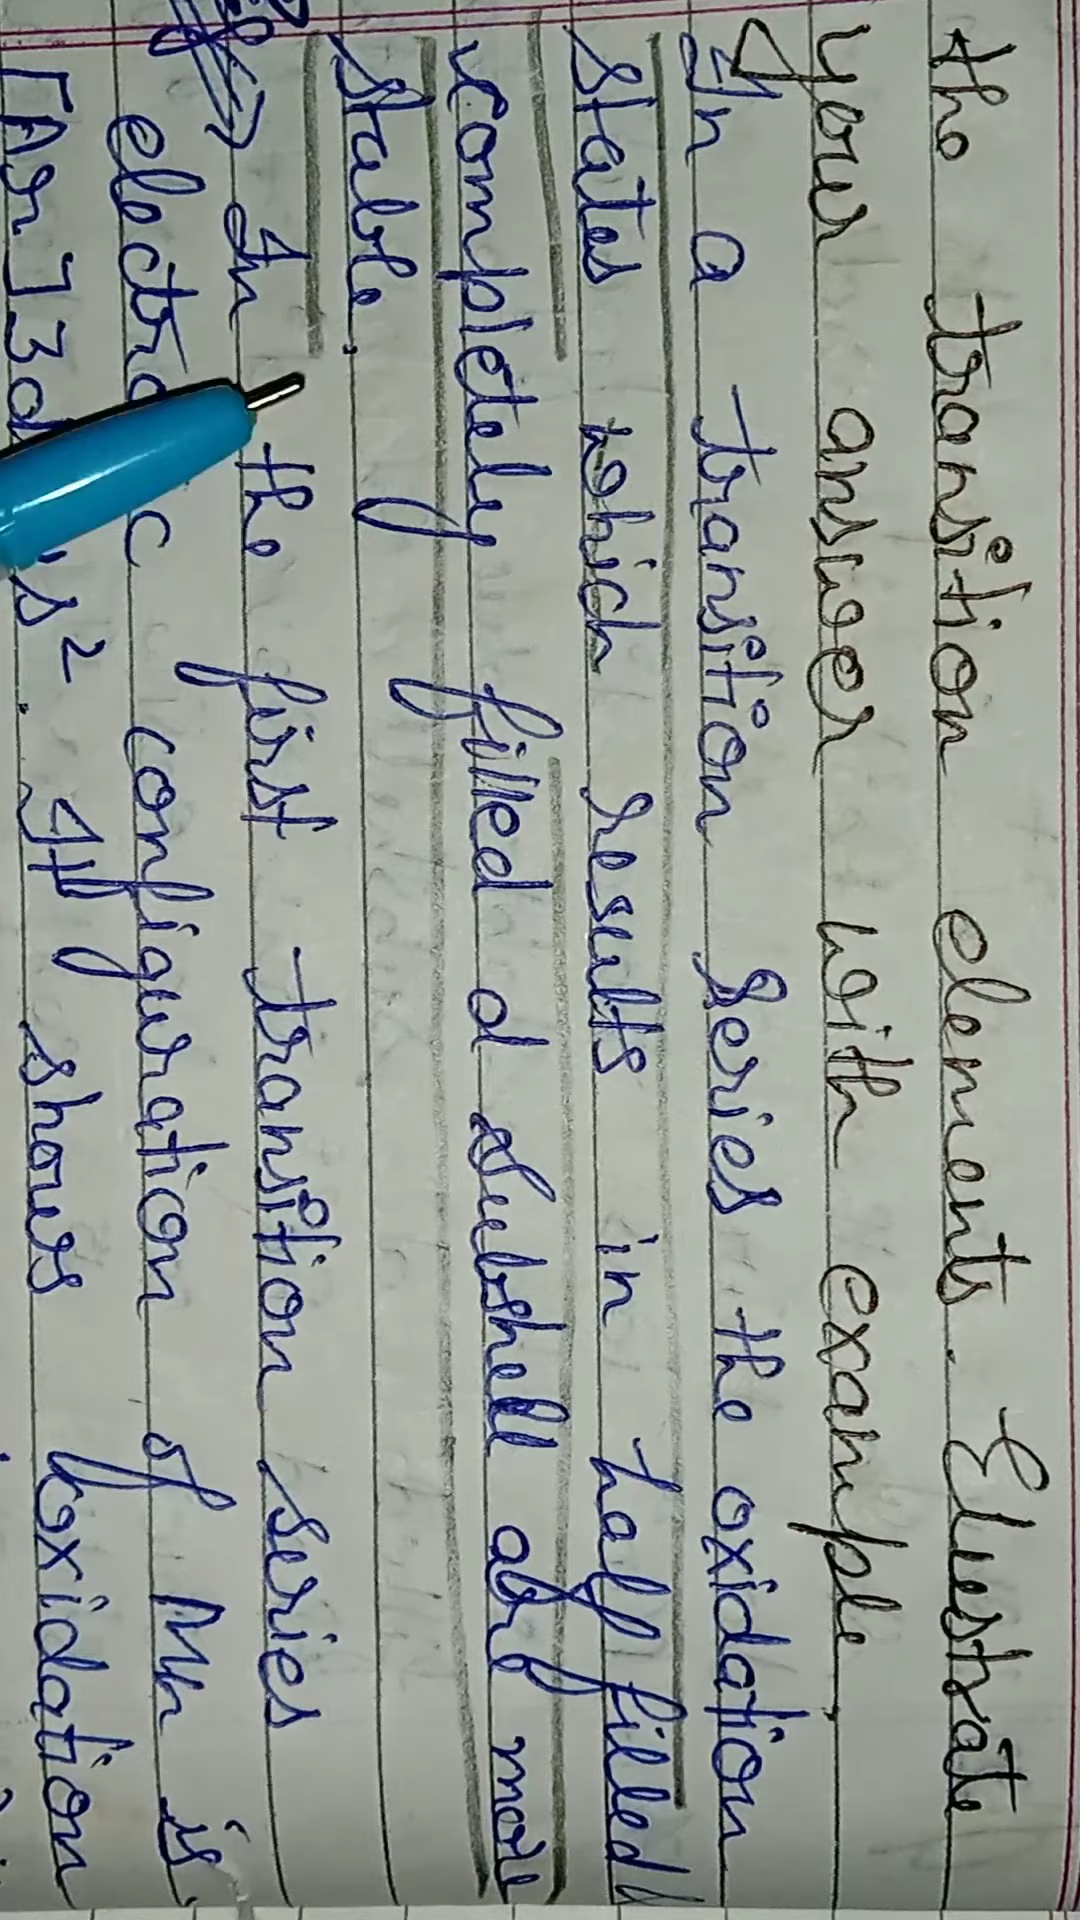 the transition elements. Elustrate
your answer with example.
In a transition Series the oxidation
states which results in half filled
completely filled d subshell are more
stable.
In the first transition series
electronic configuration of Mn is
[Ar] 3d 4s². It shows oxidation